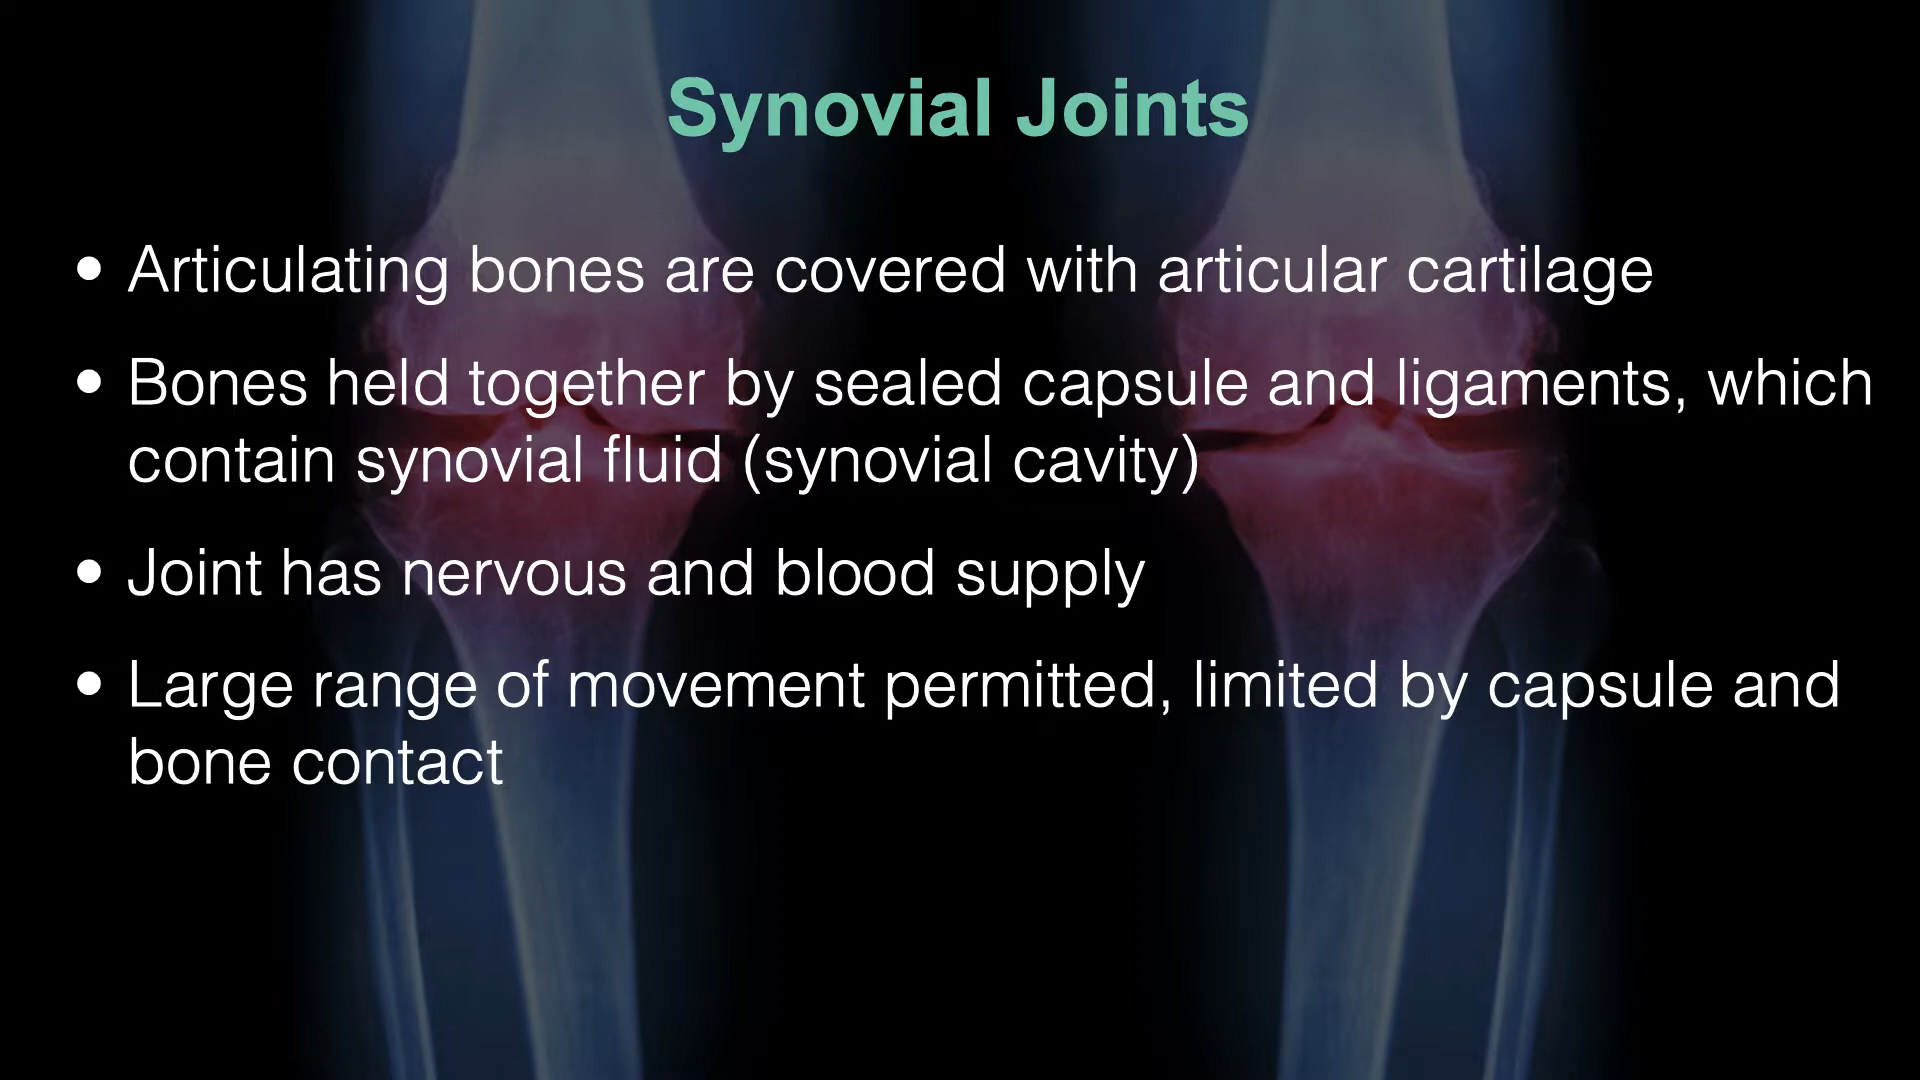 Synovial Joints
• Articulating bones are covered with articular cartilage
• Bones held together by sealed capsule and ligaments, which
contain synovial fluid (synovial cavity)
• Joint has nervous and blood supply
• Large range of movement permitted, limited by capsule and
bone contact